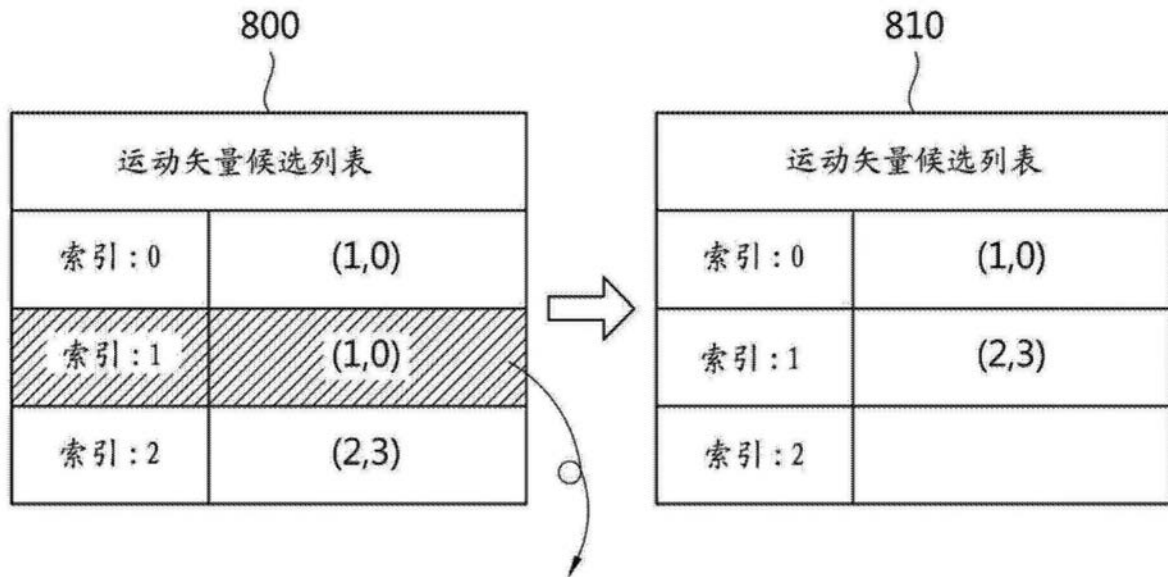 800
810
运动矢量候选列表
运动矢量候选列表
索引：0
(1,0)
索引：0
(1,0)
索引：1
(1,0)
索引：1
(2,3)
索引：2
(2,3)
索引：2